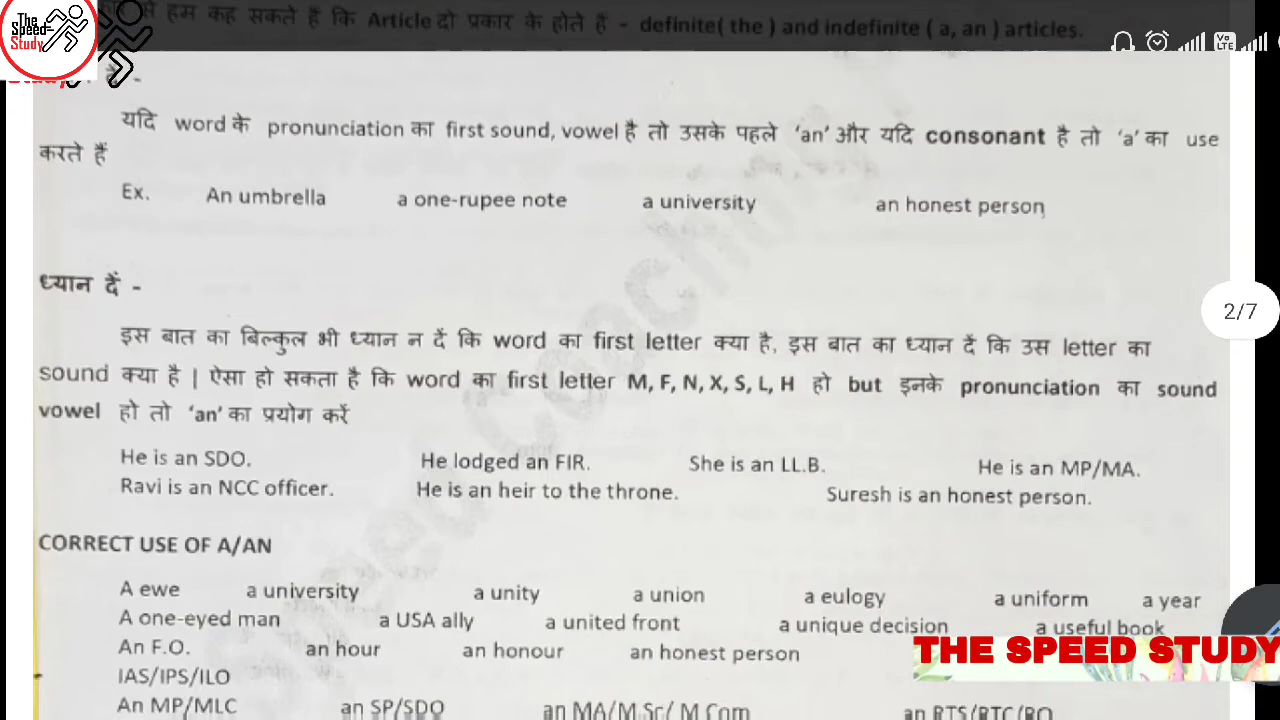 The Speed-Study
से हम कह सकते है कि Article दो प्रकार के होते हैं - definite( the ) and indefinite ( a, an ) articles.
Vo LTE
यदि word के pronunciation का first sound, vowel है तो उसके पहले 'an' और यदि consonant है तो 'a' का use
करते हैं
Ex. An umbrella a one-rupee note a university an honest person
2/7
ध्यान दें -
इस बात का बिल्कुल भी ध्यान न दें कि word का first letter क्या है, इस बात का ध्यान दें कि उस letter का
sound क्या है | ऐसा हो सकता है कि word का first letter M, F, N, X, S, L, H हो but इनके pronunciation का sound
vowel हो तो 'an' का प्रयोग करें
He is an SDO. He lodged an FIR. She is an LL.B. He is an MP/MA.
Ravi is an NCC officer. He is an heir to the throne. Suresh is an honest person.
CORRECT USE OF A/AN
A ewe a university a unity a union a eulogy a uniform a year
A one-eyed man a USA ally a united front a unique decision a useful book
An F.O. an hour an honour an honest person
IAS/IPS/ILO
An MP/MLC an SP/SDO an MA/M.Sc/ M.Com an RTS/RTC/RO
THE SPEED STUDY